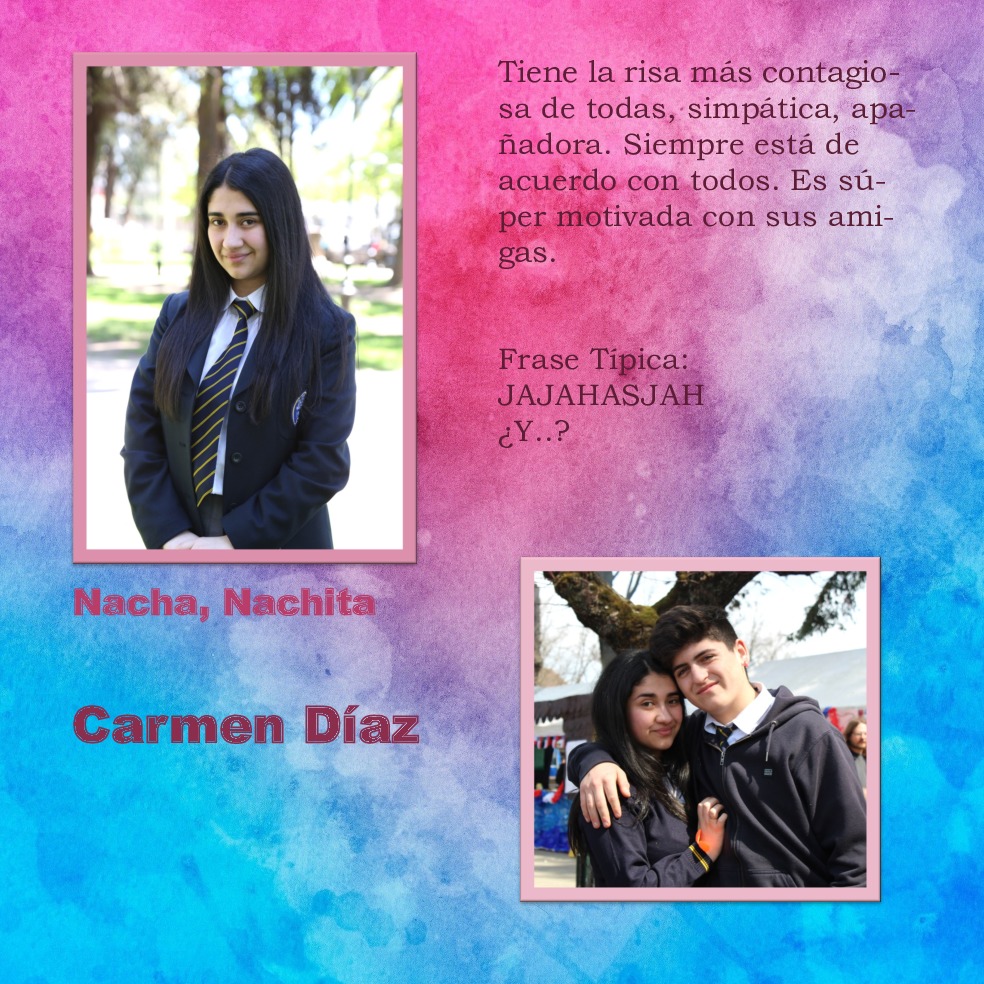 Tiene la risa más contagio-
sa de todas, simpática, apa-
ñadora. Siempre está de
acuerdo con todos. Es sú-
per motivada con sus ami-
gas.
Frase Típica:
JAJAHASJAH
¿Y..?
Nacha, Nachita
Carmen Díaz